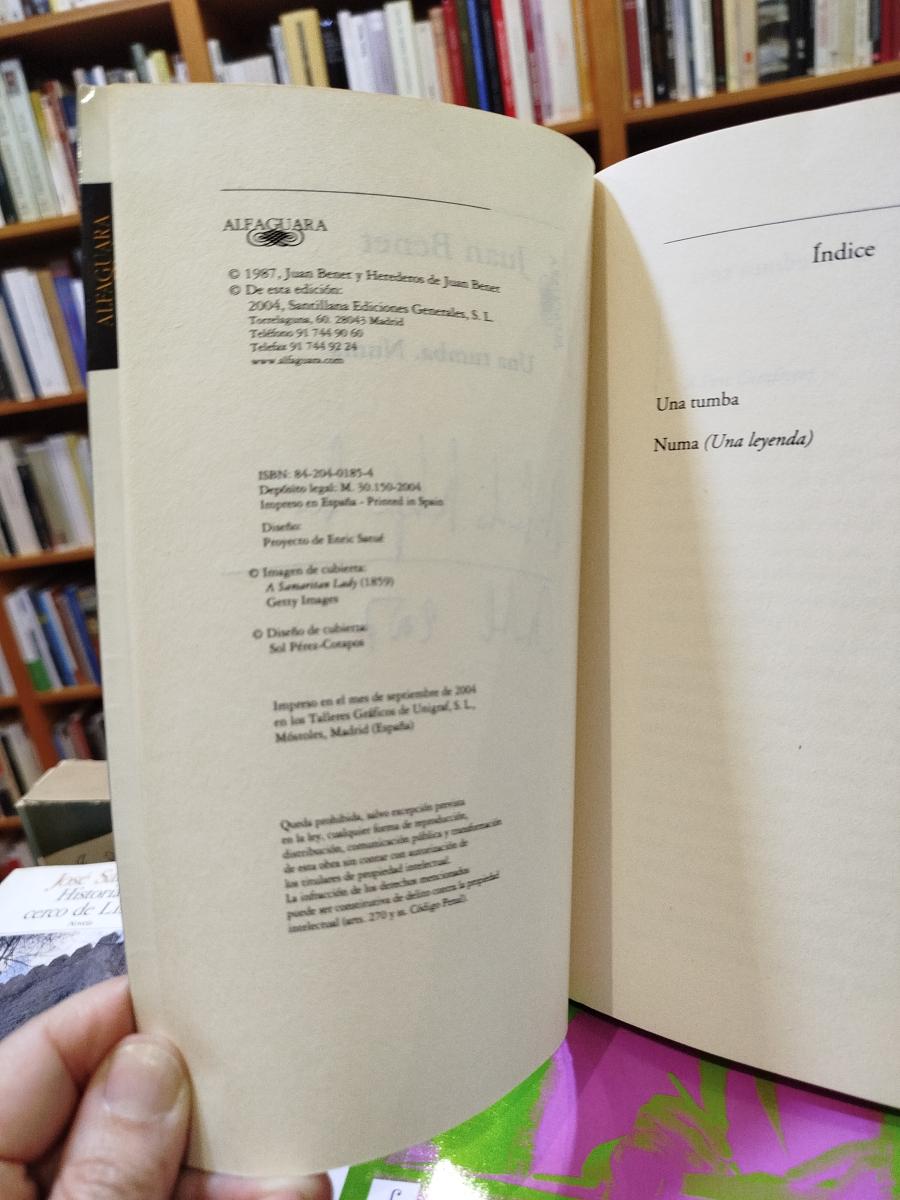 ALFAGUARA
ALFAGUARA
© 1987, Juan Benet y Herederos de Juan Benet
© De esta edición:
2004, Santillana Ediciones Generales, S. L.
Torrelaguna, 60. 28043 Madrid
Teléfono 91 744 90 60
Telefax 91 744 92 24
www.alfaguara.com
ISBN: 84-204-0185-4
Depósito legal: M. 30.150-2004
Impreso en España - Printed in Spain
Diseño:
Proyecto de Enric Satué
© Imagen de cubierta:
A Samaritan Lady (1859)
Getty Images
© Diseño de cubierta:
Sol Pérez-Cotapos
Impreso en el mes de septiembre de 2004
en los Talleres Gráficos de Unigraf, S. L.,
Móstoles, Madrid (España)
Queda prohibida, salvo excepción prevista
en la ley, cualquier forma de reproducción,
distribución, comunicación pública y transformación
de esta obra sin contar con autorización de
los titulares de propiedad intelectual.
La infracción de los derechos mencionados
puede ser constitutiva de delito contra la propiedad
intelectual (arts. 270 y ss. Código Penal).
Índice
Una tumba
Numa (Una leyenda)
José
cerco de